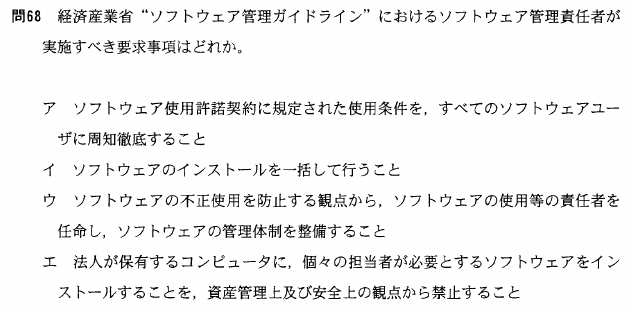 問68 経済産業省“ソフトウェア管理ガイドライン”におけるソフトウェア管理責任者が
実施すべき要求事項はどれか。
ア ソフトウェア使用許諾契約に規定された使用条件を，すべてのソフトウェアユー
ザに周知徹底すること
イ ソフトウェアのインストールを一括して行うこと
ウ ソフトウェアの不正使用を防止する観点から，ソフトウェアの使用等の責任者を
任命し，ソフトウェアの管理体制を整備すること
エ 法人が保有するコンピュータに，個々の担当者が必要とするソフトウェアをイン
ストールすることを，資産管理上及び安全上の観点から禁止すること